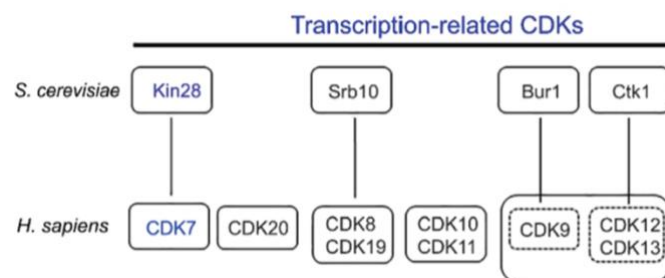 Transcription-related CDKs
S. cerevisiae Kin28 Srb10 Bur1 Ctk1
H. sapiens CDK7 CDK20 CDK8 CDK19 CDK10 CDK11 CDK9 CDK12 CDK13